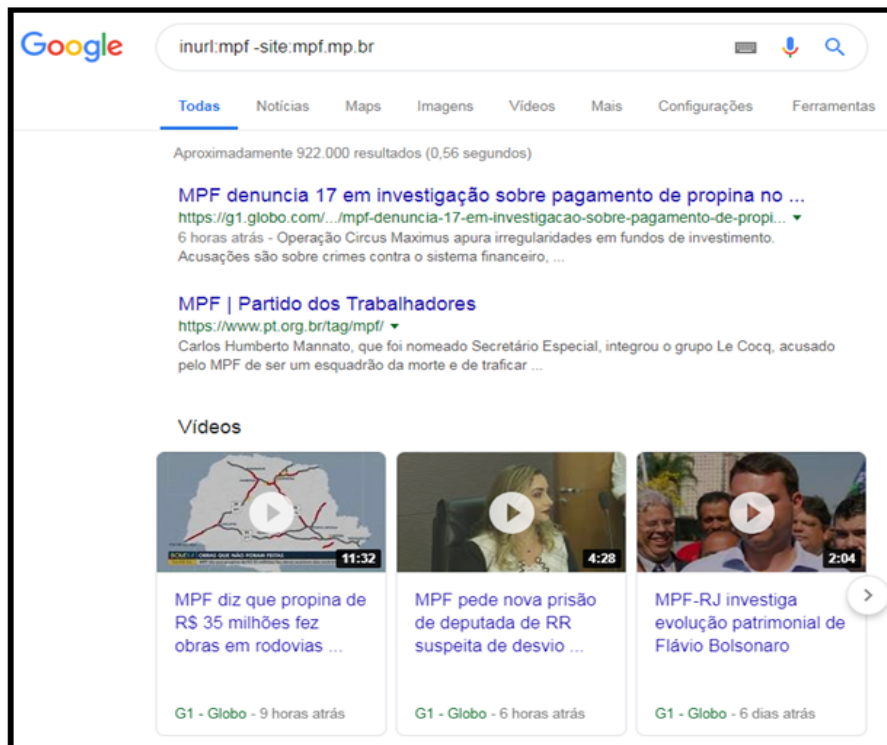 Google
inurl:mpf -site:mpf.mp.br
Todas Notícias Maps Imagens Vídeos Mais Configurações Ferramentas
Aproximadamente 922.000 resultados (0,56 segundos)
MPF denuncia 17 em investigação sobre pagamento de propina no ...
https://g1.globo.com/.../mpf-denuncia-17-em-investigacao-sobre-pagamento-de-propi...
6 horas atrás - Operação Circus Maximus apura irregularidades em fundos de investimento.
Acusações são sobre crimes contra o sistema financeiro, ...
MPF | Partido dos Trabalhadores
https://www.pt.org.br/tag/mpf/
Carlos Humberto Mannato, que foi nomeado Secretário Especial, integrou o grupo Le Cocq, acusado
pelo MPF de ser um esquadrão da morte e de traficar ...
Vídeos
OBRAS QUE NÃO FORAM FEITAS
11:32
4:28
2:04
MPF diz que propina de
R$ 35 milhões fez
obras em rodovias ...
G1 - Globo - 9 horas atrás
MPF pede nova prisão
de deputada de RR
suspeita de desvio ...
G1 - Globo - 6 horas atrás
MPF-RJ investiga
evolução patrimonial de
Flávio Bolsonaro
G1 - Globo - 6 dias atrás